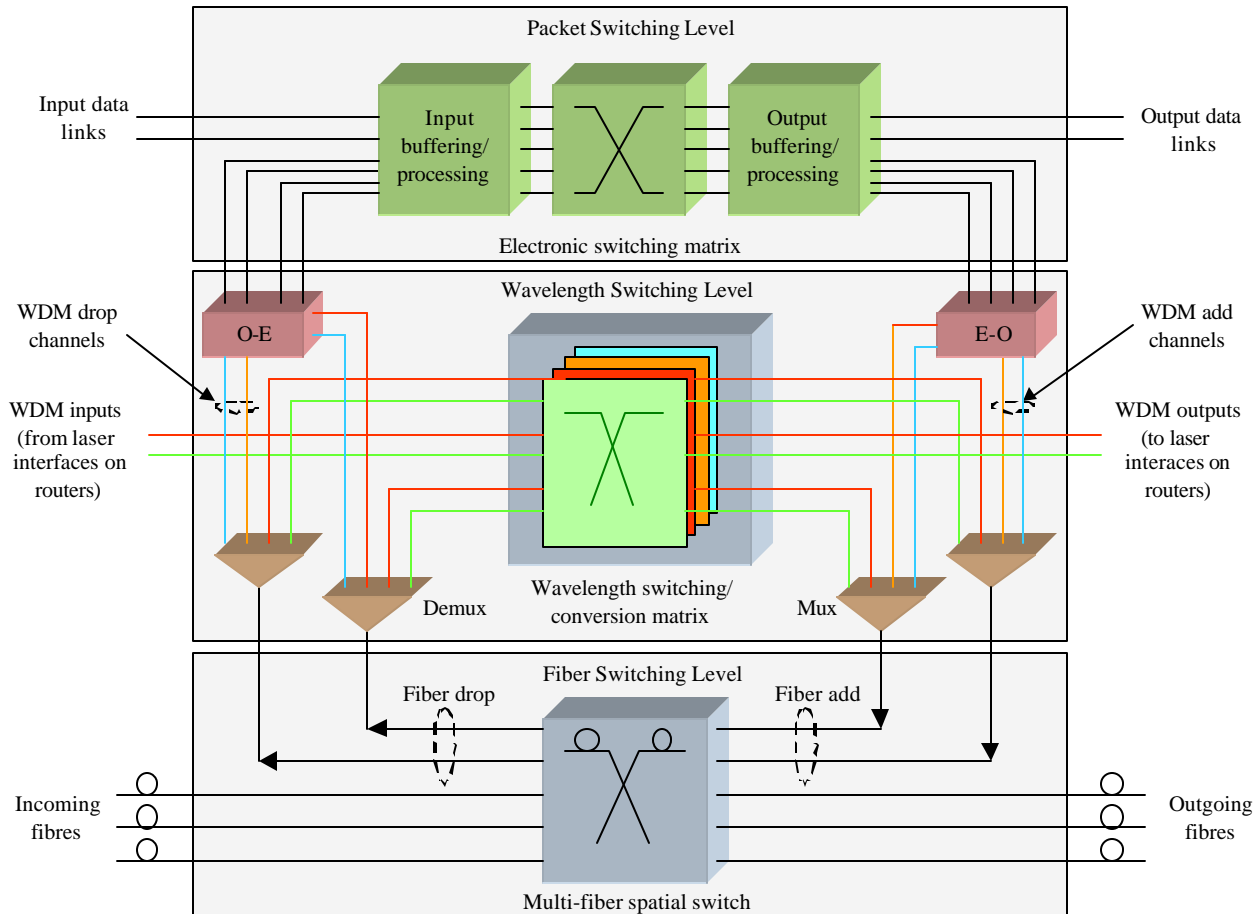 Packet Switching Level
Input data
links
Input
buffering/
processing
Output
buffering/
processing
Output data
links
Electronic switching matrix
Wavelength Switching Level
WDM drop
channels
O-E
E-O
WDM add
channels
WDM inputs
(from laser
interfaces on
routers)
WDM outputs
(to laser
interaces on
routers)
Demux
Wavelength switching/
conversion matrix
Mux
Fiber Switching Level
Fiber drop
Fiber add
Incoming
fibres
Outgoing
fibres
Multi-fiber spatial switch